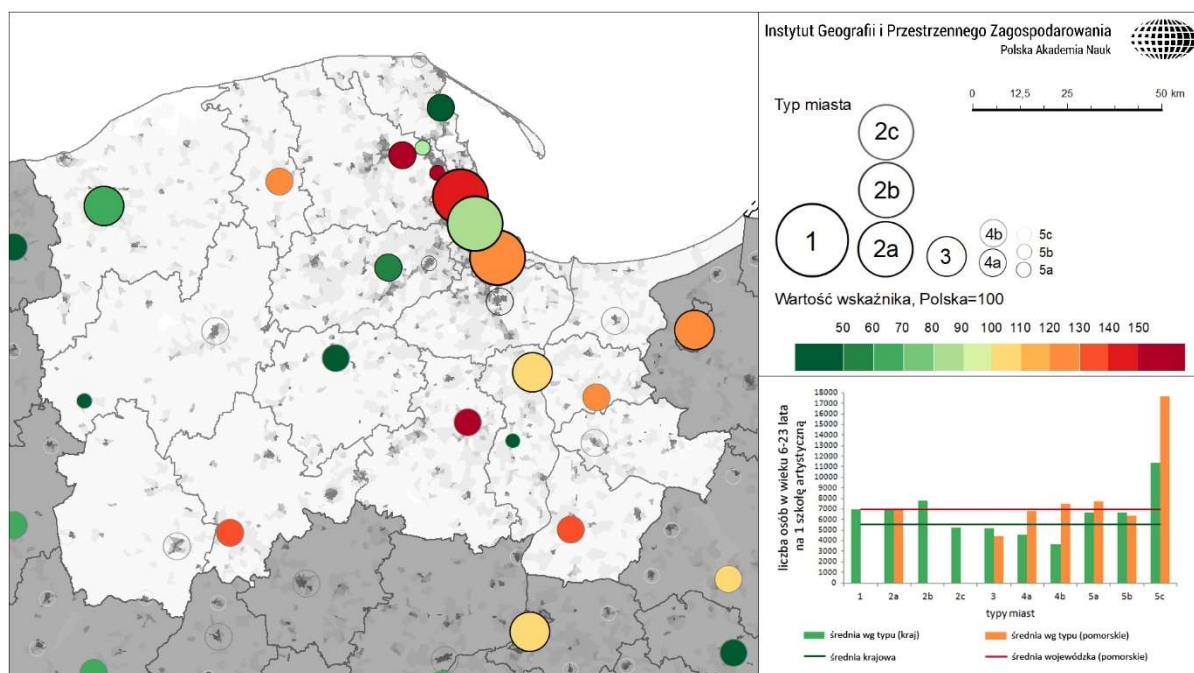 Instytut Geografii i Przestrzennego Zagospodarowania
Polska Akademia Nauk
0 12,5 25 50 km
Typ miasta
2c
2b
1 2a 3
4b
4a
5c
5b
5a
Wartość wskaźnika, Polska=100
50 60 70 80 90 100 110 120 130 140 150
liczba osób w wieku 6-23 lata
na 1 szkołę artystyczną
18000
17000
16000
15000
14000
13000
12000
11000
10000
9000
8000
7000
6000
5000
4000
3000
2000
1000
0
1 2a 2b 2c 3 4a 4b 5a 5b 5c
typy miast
średnia wg typu (kraj)
średnia wg typu (pomorskie)
średnia krajowa
średnia wojewódzka (pomorskie)